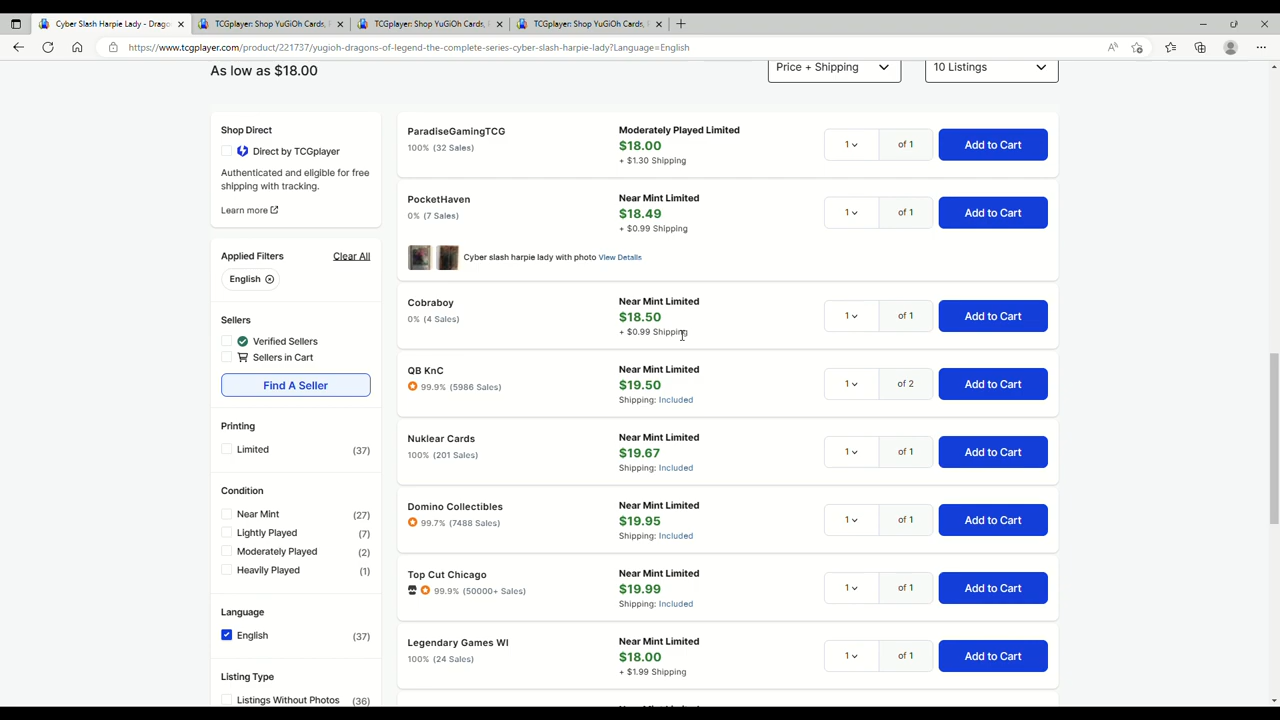 Cyber Slash Harpie Lady - Drago
TCGplayer: Shop YuGiOh Cards,
TCGplayer: Shop YuGiOh Cards,
TCGplayer: Shop YuGiOh Cards,
https://www.tcgplayer.com/product/221737/yugioh-dragons-of-legend-the-complete-series-cyber-slash-harpie-lady?Language=English
As low as $18.00
Price + Shipping
10 Listings
Shop Direct
Direct by TCGplayer
Authenticated and eligible for free
shipping with tracking.
Learn more
Applied Filters
Clear All
English
Sellers
Verified Sellers
Sellers in Cart
Find A Seller
Printing
Limited (37)
Condition
Near Mint (27)
Lightly Played (7)
Moderately Played (2)
Heavily Played (1)
Language
English (37)
Listing Type
Listings Without Photos (36)
ParadiseGamingTCG
100% (32 Sales)
Moderately Played Limited
$18.00
+ $1.30 Shipping
1 of 1
Add to Cart
PocketHaven
0% (7 Sales)
Near Mint Limited
$18.49
+ $0.99 Shipping
1 of 1
Add to Cart
Cyber slash harpie lady with photo View Details
Cobraboy
0% (4 Sales)
Near Mint Limited
$18.50
+ $0.99 Shipping
1 of 1
Add to Cart
QB KnC
99.9% (5986 Sales)
Near Mint Limited
$19.50
Shipping: Included
1 of 2
Add to Cart
Nuklear Cards
100% (201 Sales)
Near Mint Limited
$19.67
Shipping: Included
1 of 1
Add to Cart
Domino Collectibles
99.7% (7488 Sales)
Near Mint Limited
$19.95
Shipping: Included
1 of 1
Add to Cart
Top Cut Chicago
99.9% (50000+ Sales)
Near Mint Limited
$19.99
Shipping: Included
1 of 1
Add to Cart
Legendary Games WI
100% (24 Sales)
Near Mint Limited
$18.00
+ $1.99 Shipping
1 of 1
Add to Cart